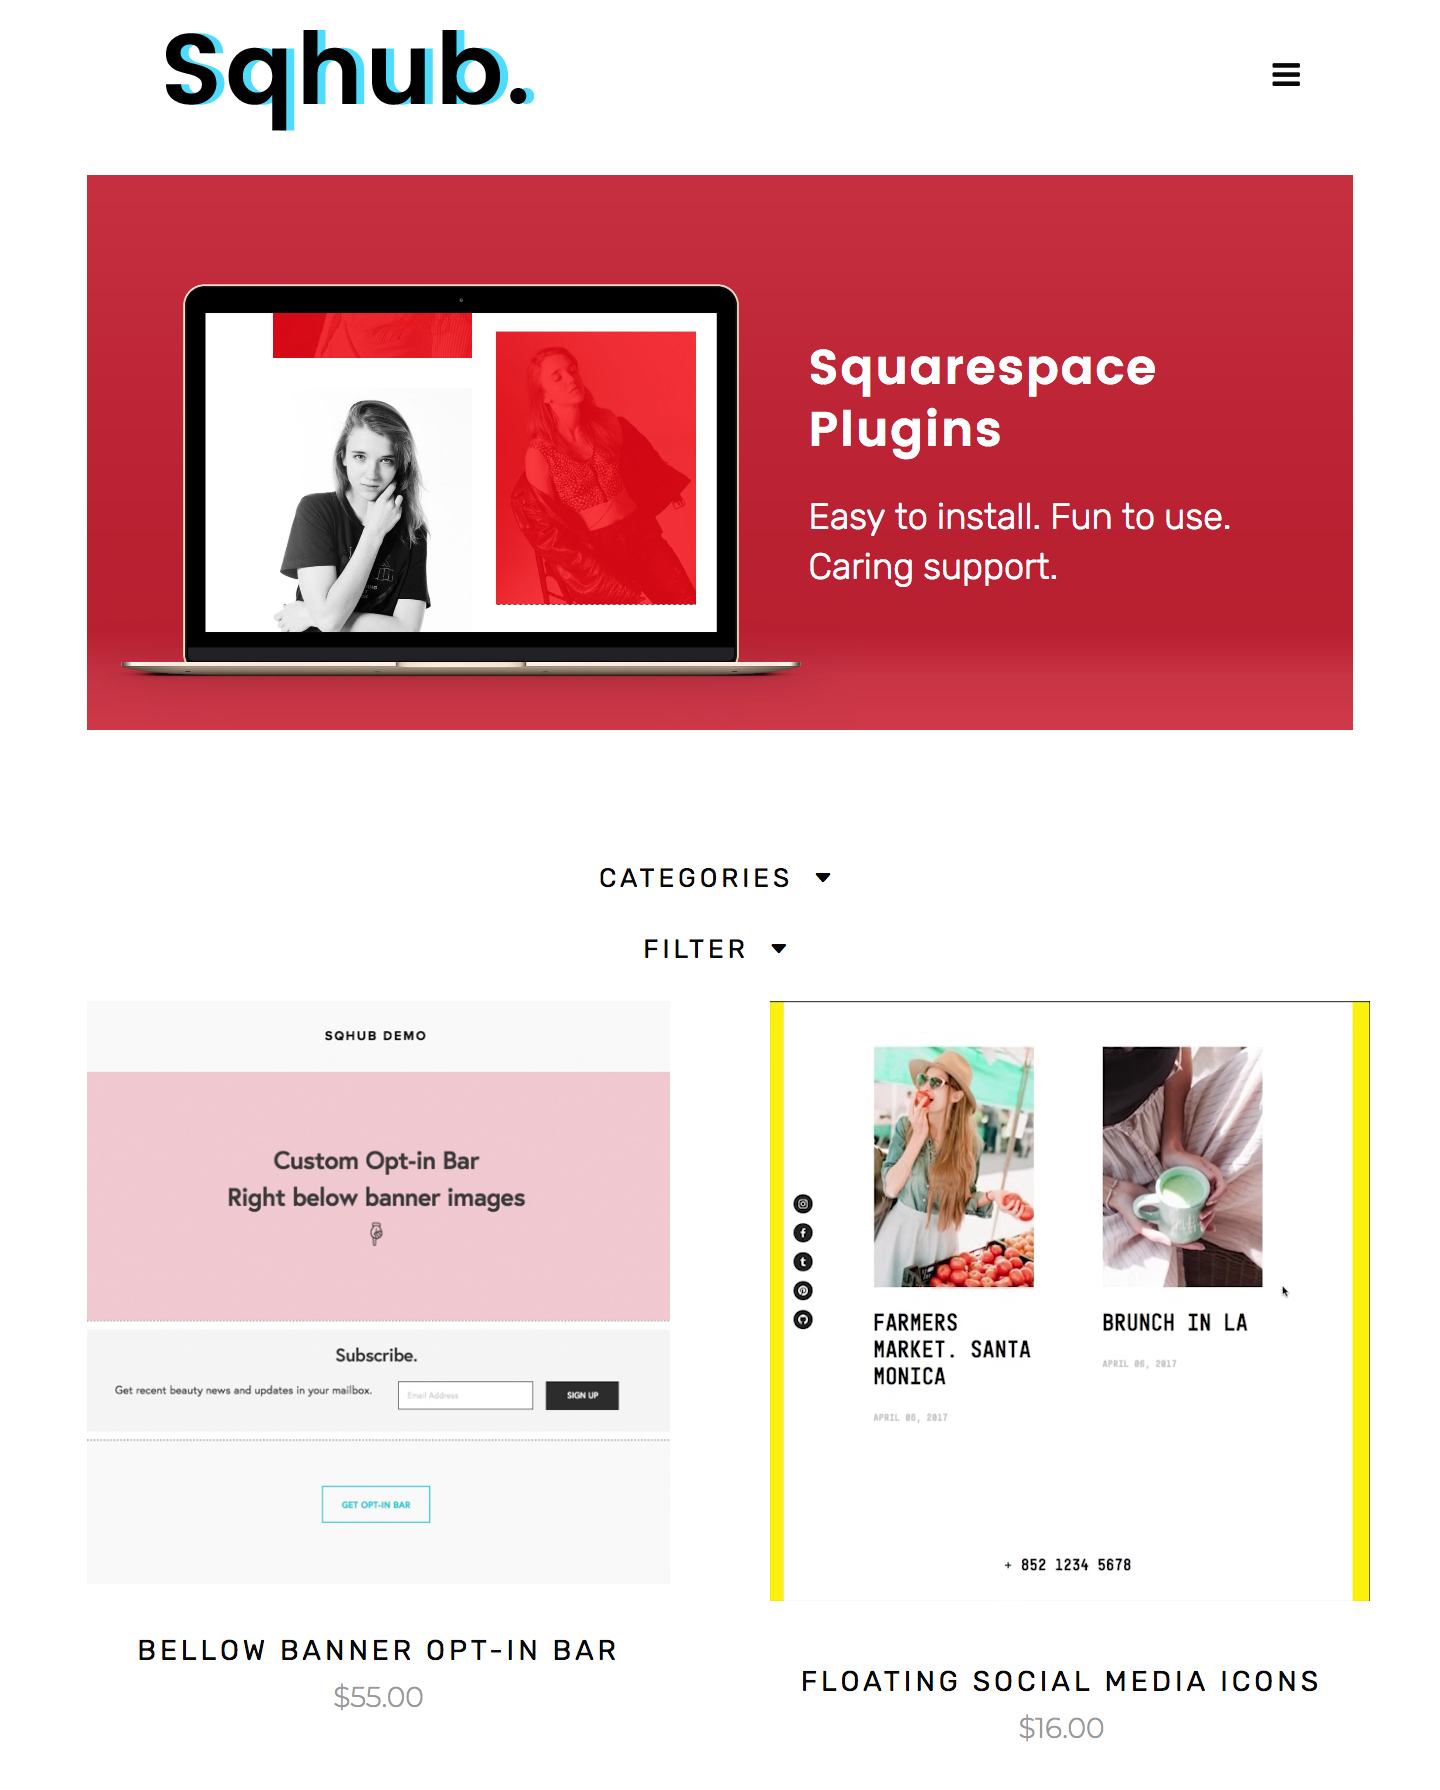 Sqhub.
Squarespace
Plugins
Easy to install. Fun to use.
Caring support.
CATEGORIES
FILTER
SQHUB DEMO
Custom Opt-in Bar
Right below banner images
Subscribe.
Get recent beauty news and updates in your mailbox.
Email Address
SIGN UP
GET OPT-IN BAR
BELLOW BANNER OPT-IN BAR
$55.00
FARMERS
MARKET. SANTA
MONICA
APRIL 06, 2017
BRUNCH IN LA
APRIL 06, 2017
+ 852 1234 5678
FLOATING SOCIAL MEDIA ICONS
$16.00